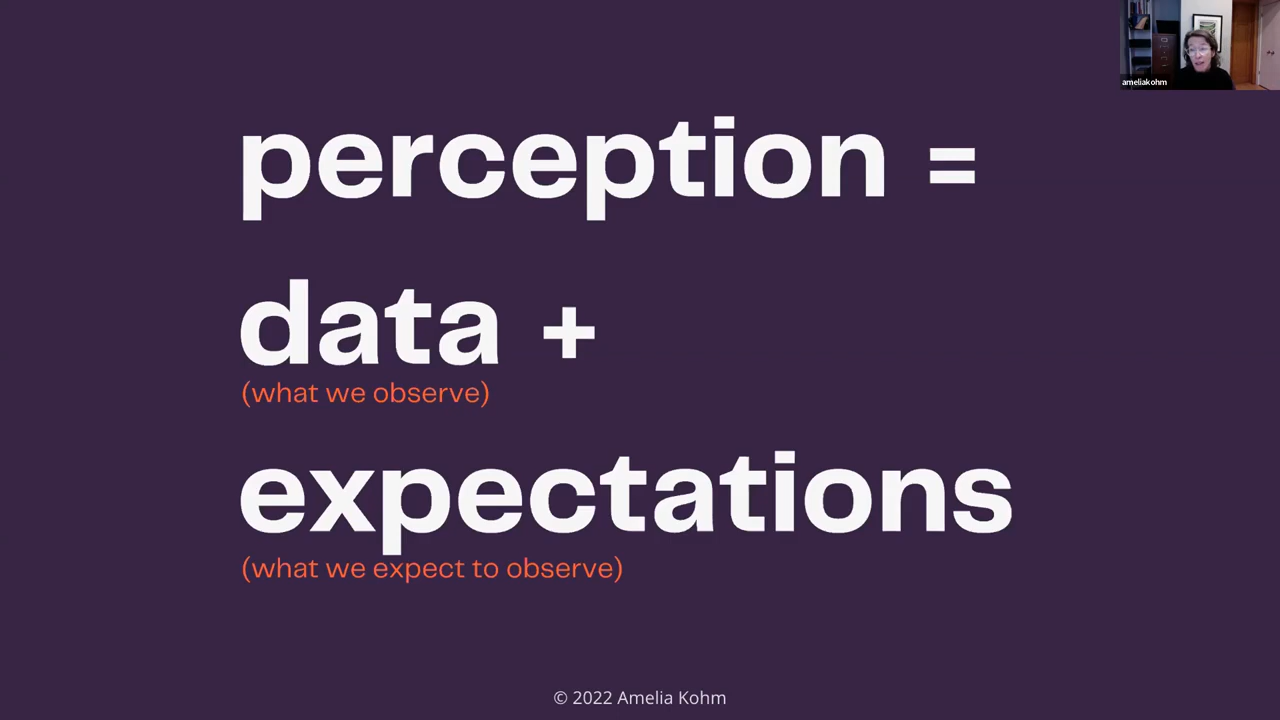 ameliakohm
perception =
data +
(what we observe)
expectations
(what we expect to observe)
© 2022 Amelia Kohm